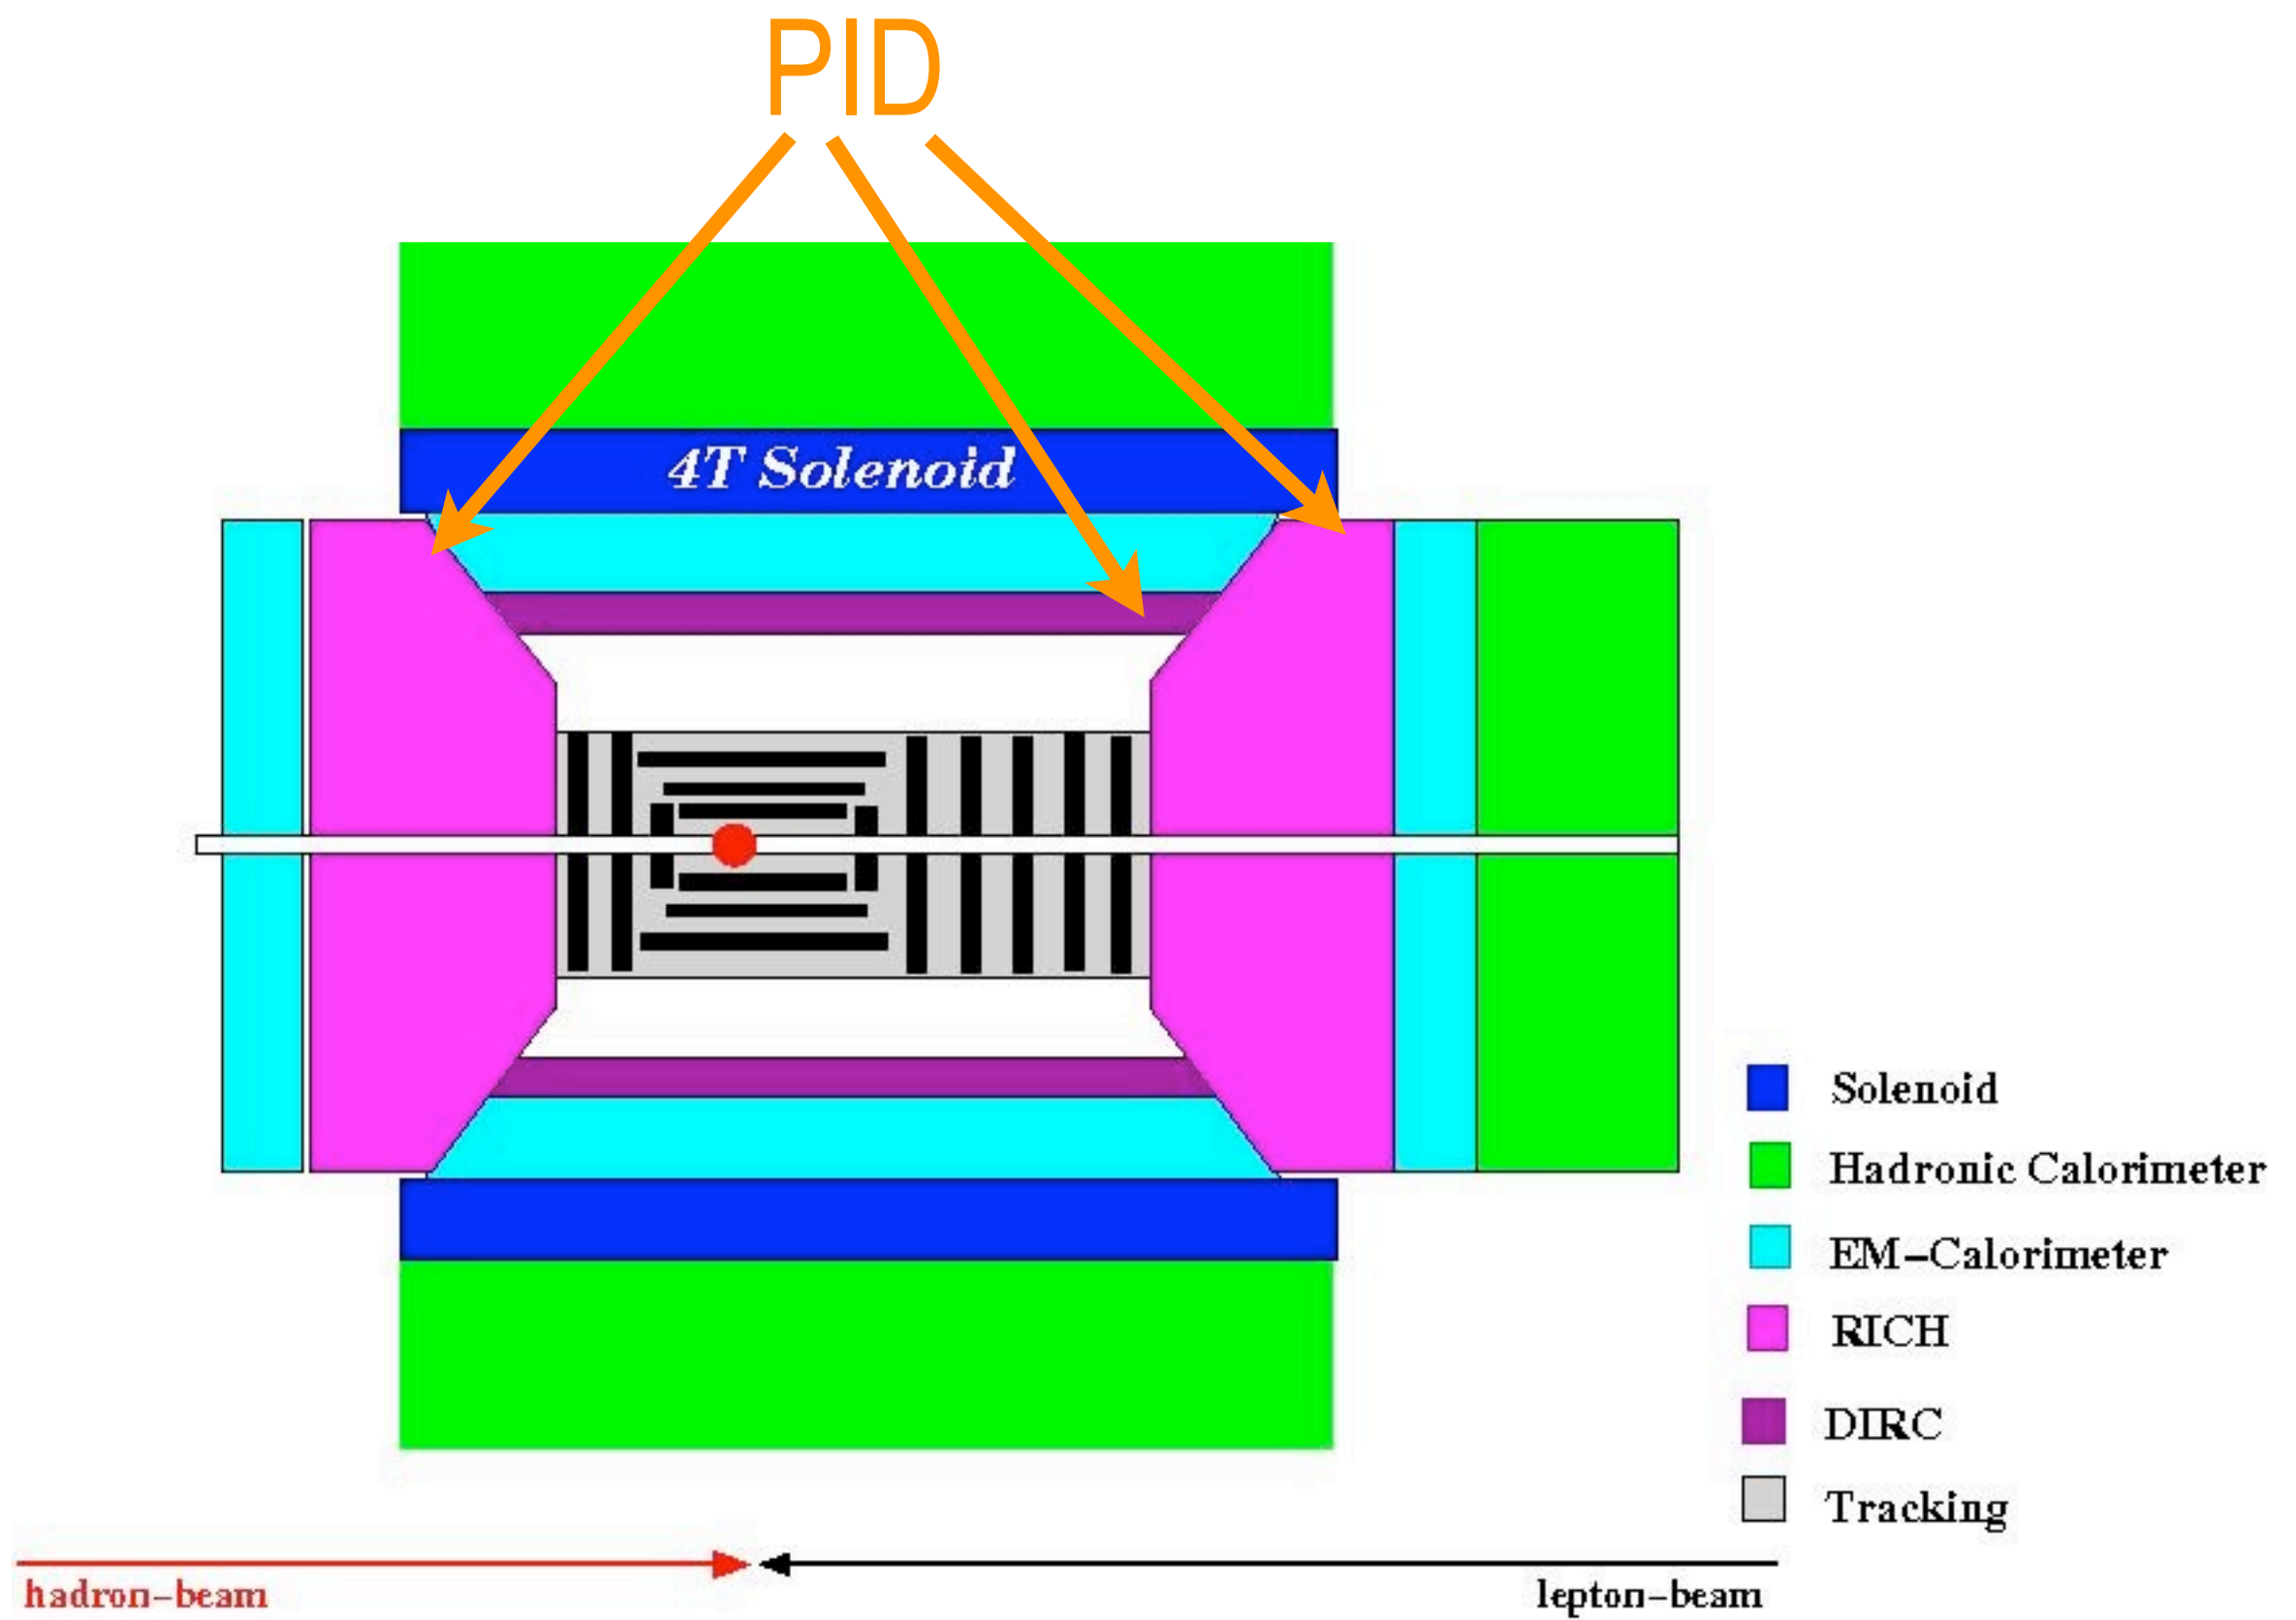 PID
4T Solenoid
Solenoid
Hadronic Calorimeter
EM-Calorimeter
RICH
DIRC
Tracking
hadron-beam
lepton-beam